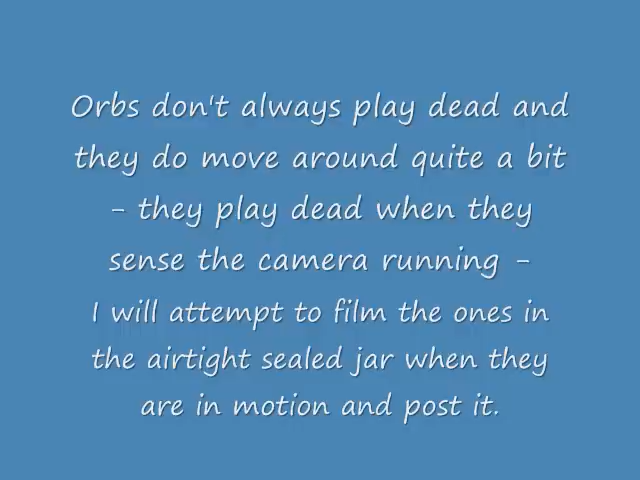 Orbs don't always play dead and
they do move around quite a bit
- they play dead when they
sense the camera running -
I will attempt to film the ones in
the airtight sealed jar when they
are in motion and post it.